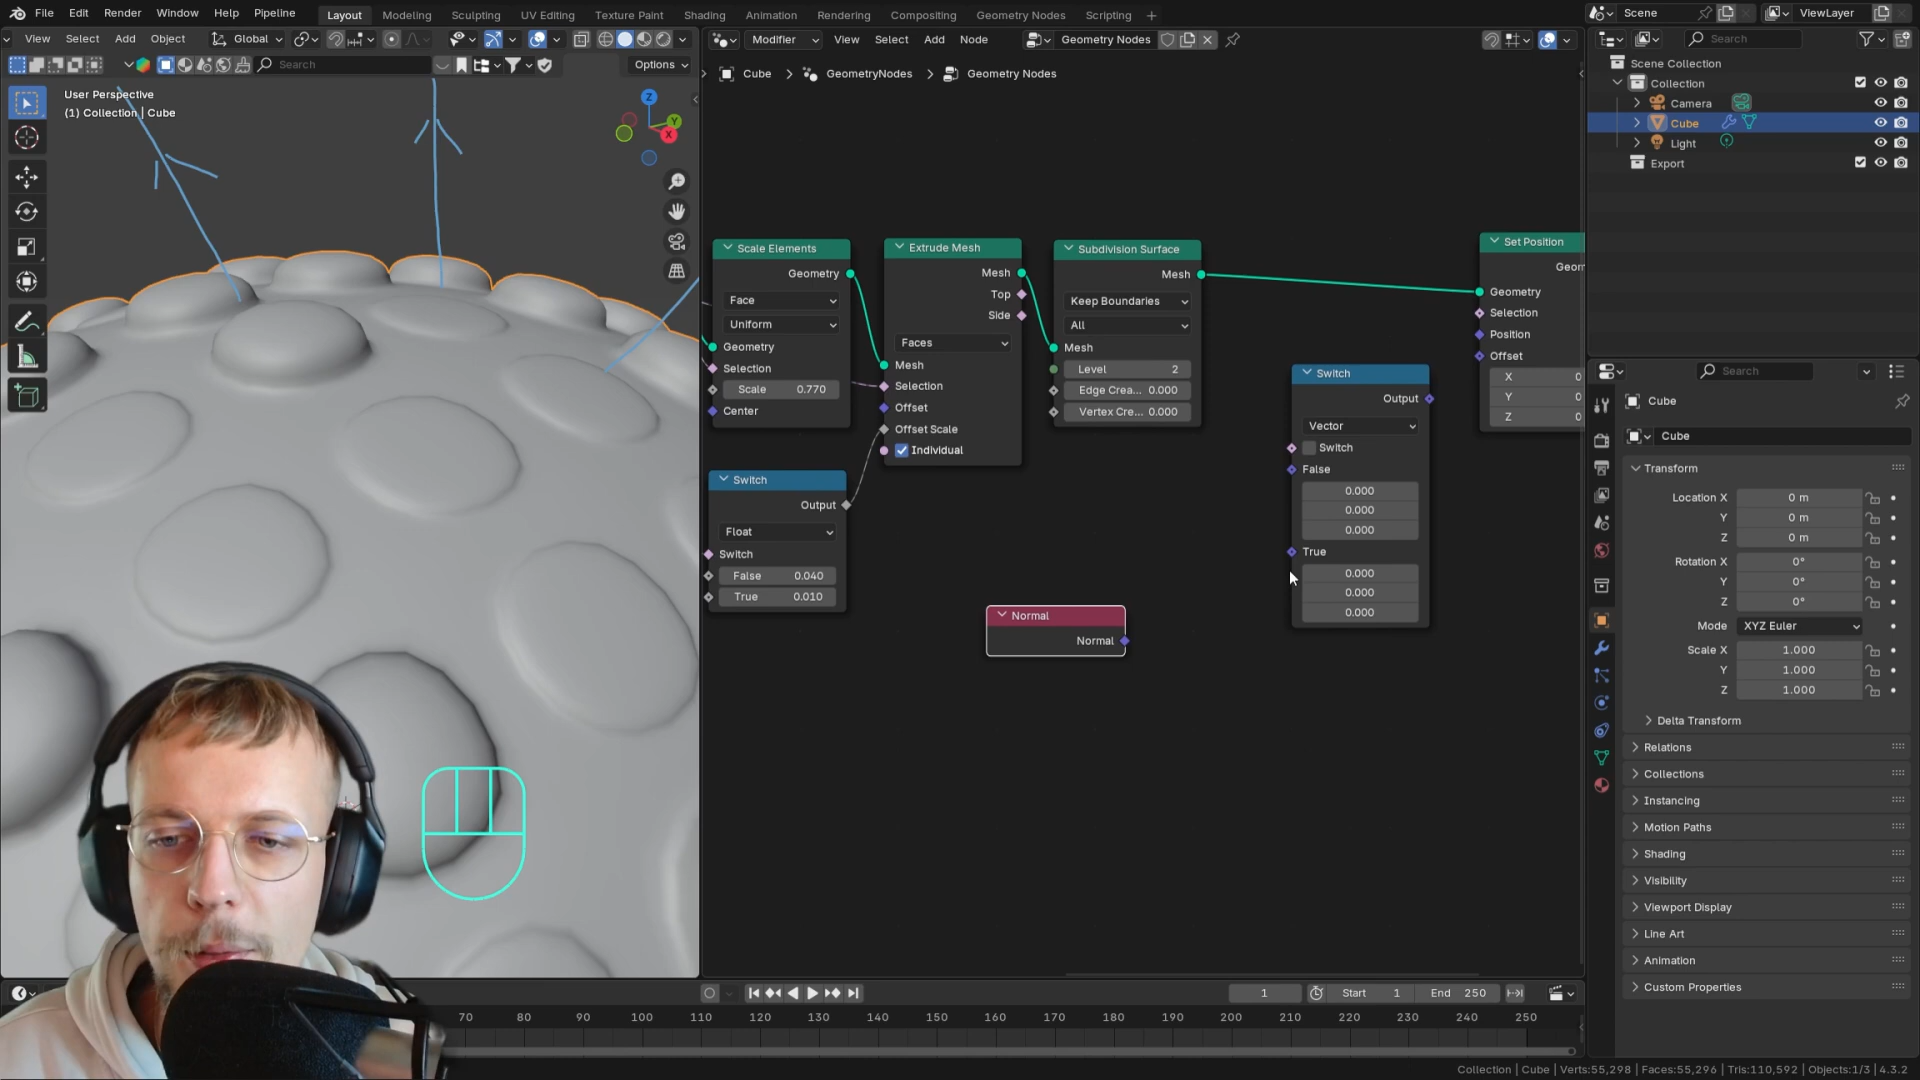 File Edit Render Window Help Pipeline Layout Modeling Sculpting UV Editing Texture Paint Shading Animation Rendering Compositing Geometry Nodes Scripting
Scene ViewLayer
View Select Add Object Global
Modifier View Select Add Node Geometry Nodes
Search
Search Options
Cube GeometryNodes Geometry Nodes
Scene Collection
Collection
Camera
Cube
Light
Export
User Perspective
(1) Collection | Cube
Z
Y
X
Scale Elements
Geometry
Face
Uniform
Geometry
Selection
Scale 0.770
Center
Extrude Mesh
Mesh
Top
Side
Faces
Mesh
Selection
Offset
Offset Scale
Individual
Subdivision Surface
Mesh
Keep Boundaries
All
Mesh
Level 2
Edge Crea... 0.000
Vertex Cre... 0.000
Set Position
Geom
Geometry
Selection
Position
Offset
X 0
Y 0
Z 0
Switch
Output
Vector
Switch
False
0.000
0.000
0.000
True
0.000
0.000
0.000
Switch
Output
Float
Switch
False 0.040
True 0.010
Normal
Normal
Search
Cube
Cube
Transform
Location X 0 m
Y 0 m
Z 0 m
Rotation X 0°
Y 0°
Z 0°
Mode XYZ Euler
Scale X 1.000
Y 1.000
Z 1.000
Delta Transform
Relations
Collections
Instancing
Motion Paths
Shading
Visibility
Viewport Display
Line Art
Animation
Custom Properties
1 Start 1 End 250
70 80 90 100 110 120 130 140 150 160 170 180 190 200 210 220 230 240 250
Collection | Cube | Verts:55,298 | Faces:55,296 | Tris:110,592 | Objects:1/3 | 4.3.2